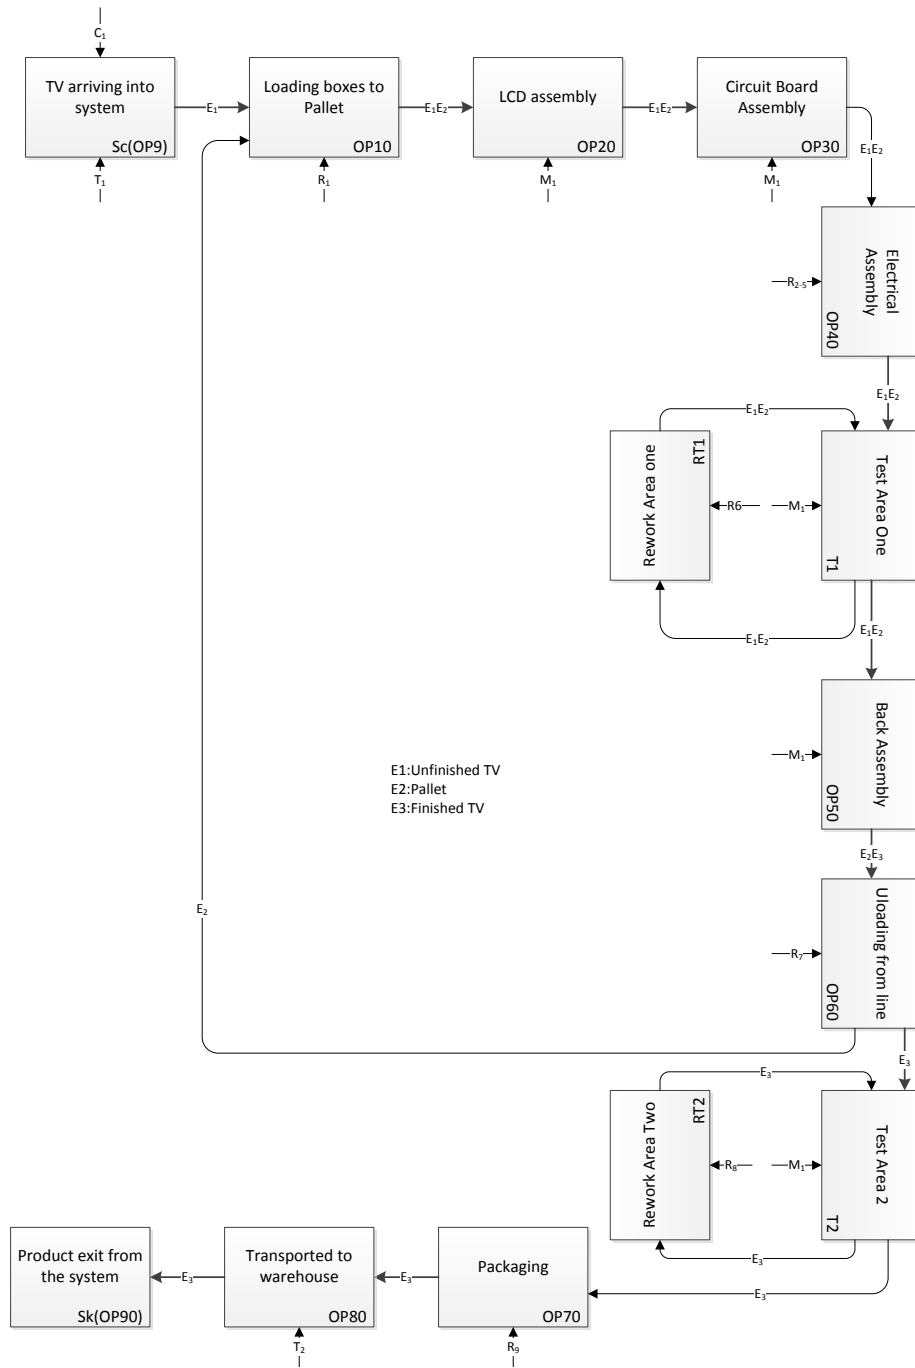 C₁
TV arriving into
system
Sc(OP9)
T₁
E₁
Loading boxes to
Pallet
OP10
R₁
E₁E₂
LCD assembly
OP20
M₁
E₁E₂
Circuit Board
Assembly
OP30
M₁
E₁E₂
Electrical
Assembly
OP40
R₂₋₅
E₁E₂
E₁E₂
Rework Area one
RT1
R6
M₁
Test Area One
T1
E₁E₂
E₁E₂
Back Assembly
OP50
M₁
E1:Unfinished TV
E2:Pallet
E3:Finished TV
E₂E₃
Uloading from line
OP60
R₇
E₂
E₃
E₃
Rework Area Two
RT2
R₈
M₁
Test Area 2
T2
E₃
E₃
Packaging
OP70
R₉
E₃
Transported to
warehouse
OP80
T₂
E₃
Product exit from
the system
Sk(OP90)